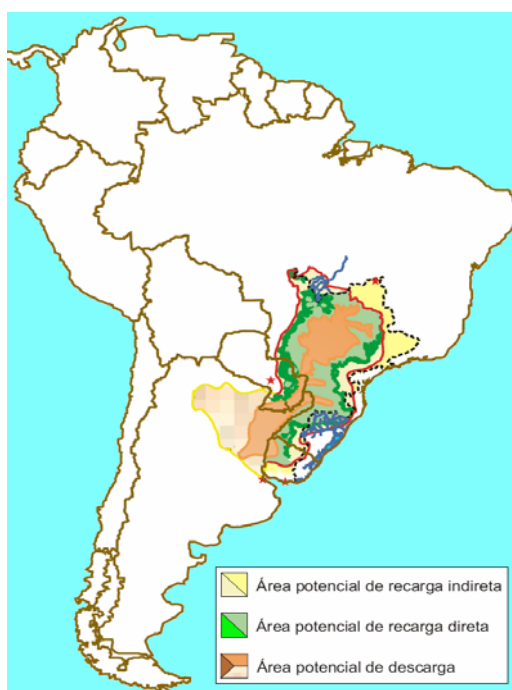 Área potencial de recarga indireta
Área potencial de recarga direta
Área potencial de descarga